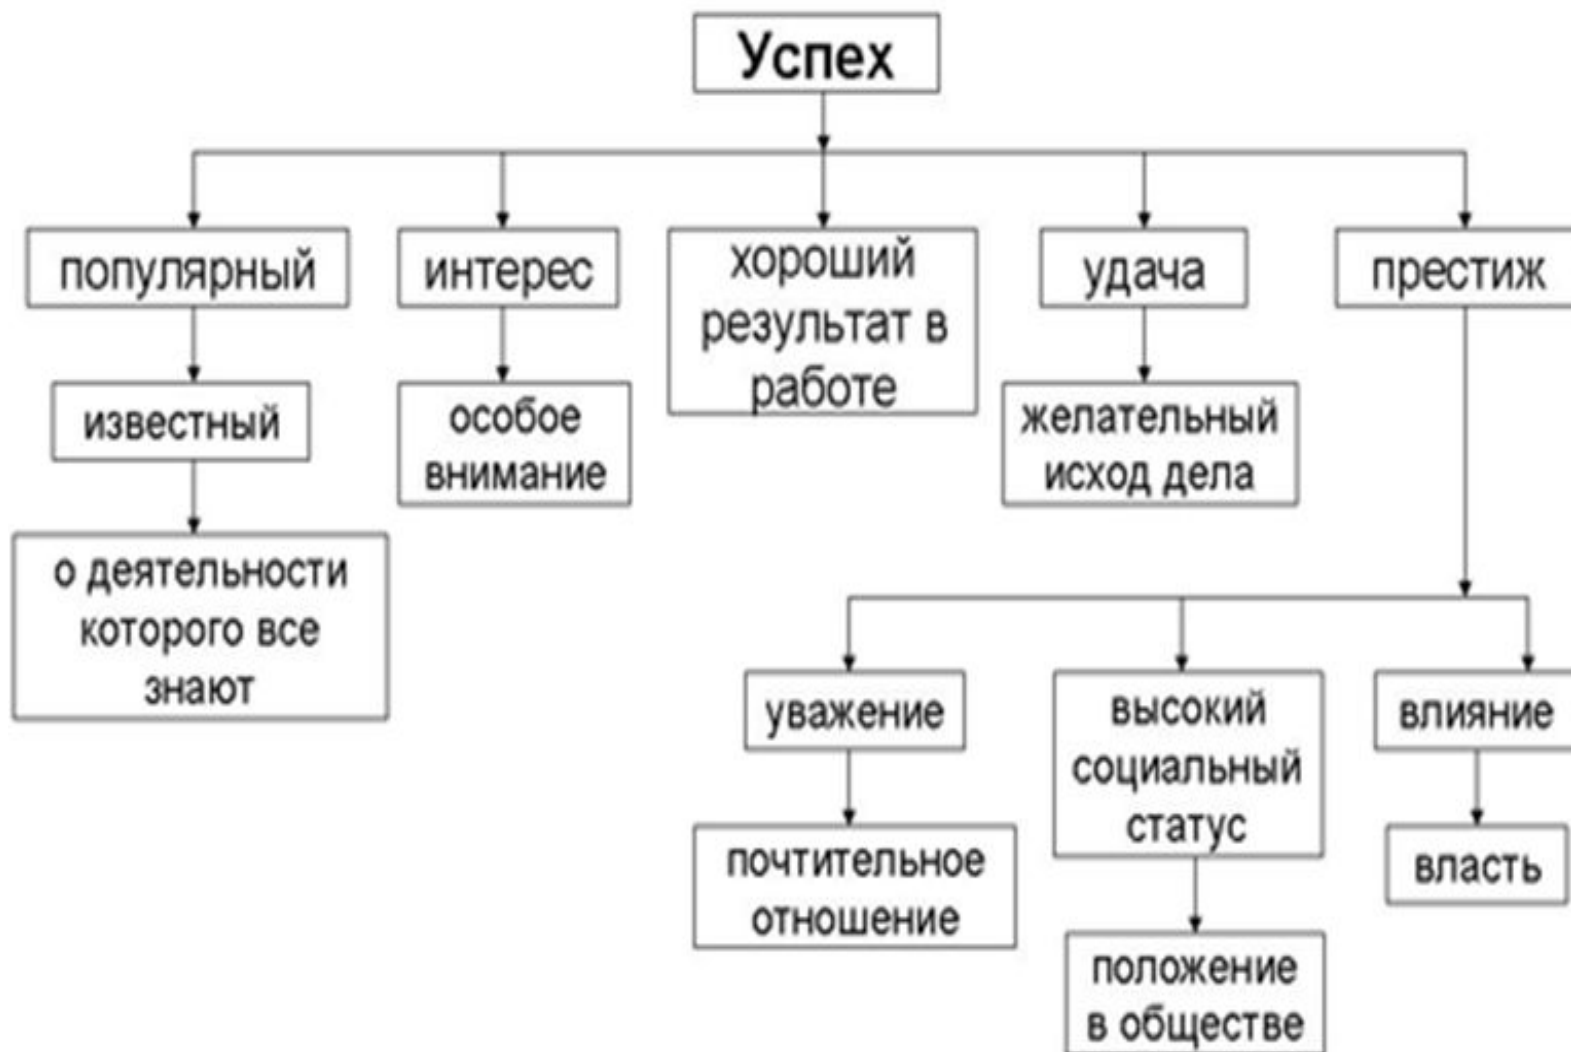 Успех
популярный
интерес
хороший
результат в
работе
удача
престиж
известный
особое
внимание
желательный
исход дела
о деятельности
которого все
знают
уважение
высокий
социальный
статус
влияние
почтительное
отношение
власть
положение
в обществе